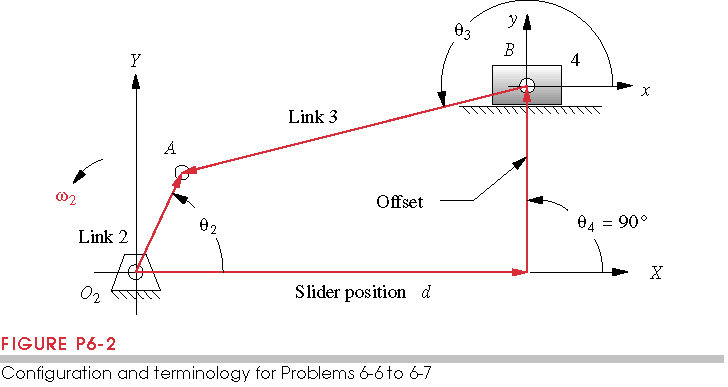 y
θ3
B
4
Y
x
Link 3
A
ω2
Offset
θ2
θ4 = 90°
Link 2
X
O2
Slider position d
FIGURE P6-2
Configuration and terminology for Problems 6-6 to 6-7